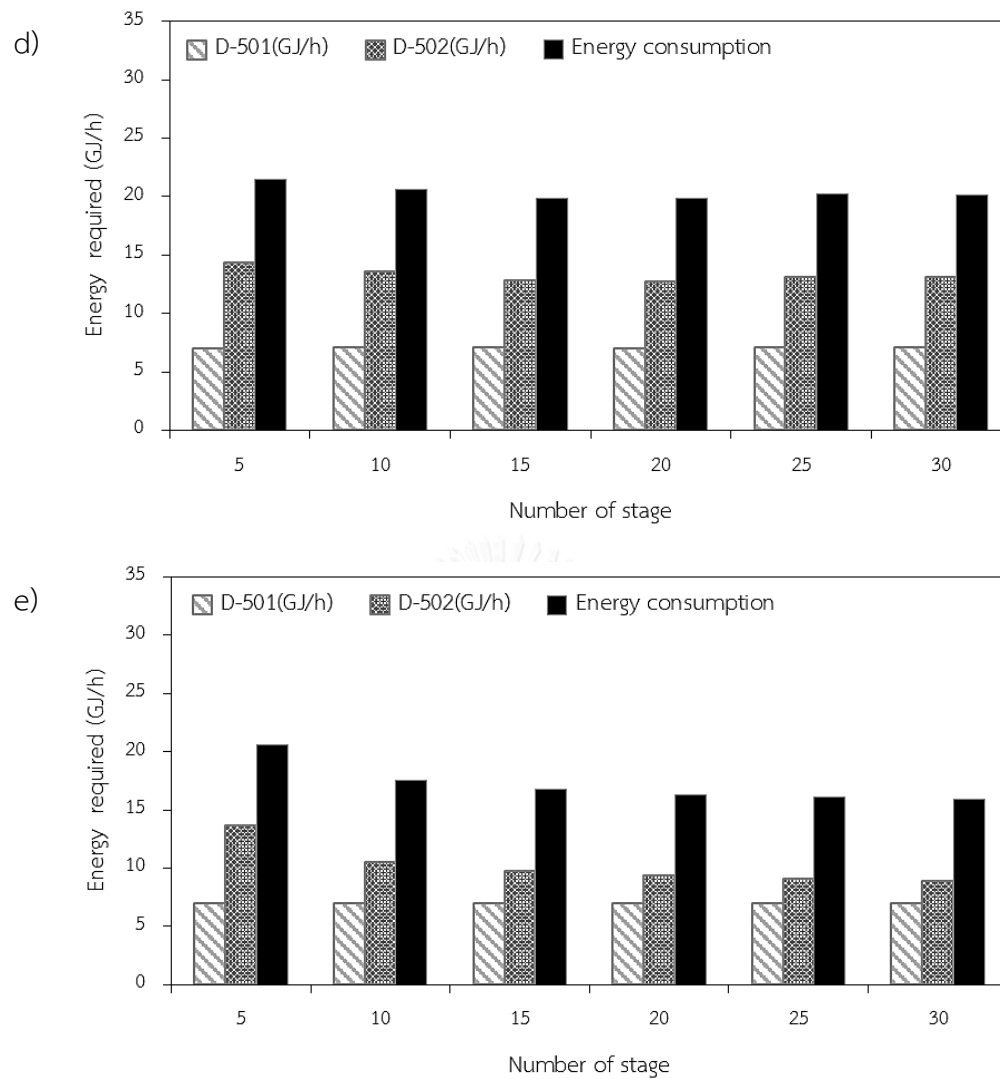 d)
D-501(GJ/h) D-502(GJ/h) Energy consumption
Energy required (GJ/h)
35
30
25
20
15
10
5
0
5 10 15 20 25 30
Number of stage
e)
D-501(GJ/h) D-502(GJ/h) Energy consumption
Energy required (GJ/h)
35
30
25
20
15
10
5
0
5 10 15 20 25 30
Number of stage